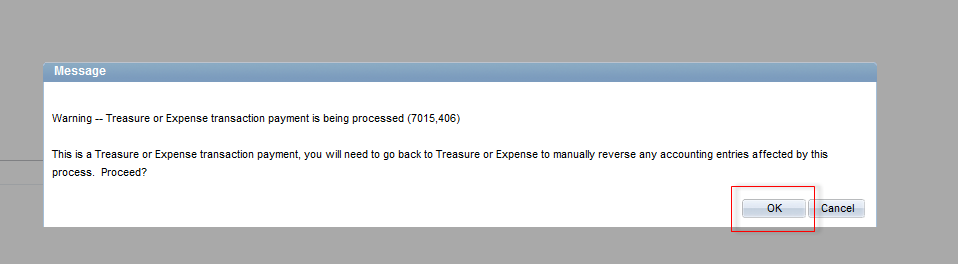 Message
Warning -- Treasure or Expense transaction payment is being processed (7015,406)
This is a Treasure or Expense transaction payment, you will need to go back to Treasure or Expense to manually reverse any accounting entries affected by this
process.  Proceed?
OK Cancel